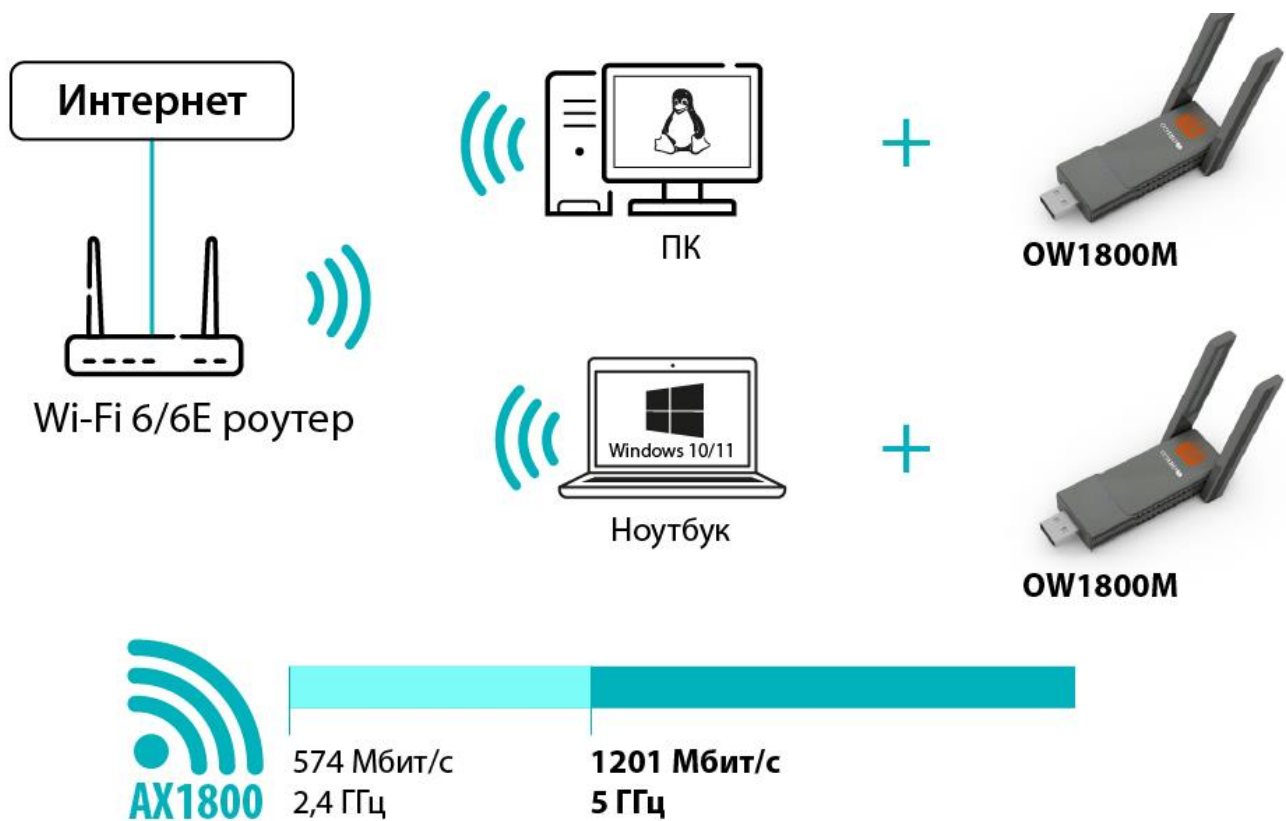 Интернет
Wi-Fi 6/6E роутер
ПК
OW1800M
Windows 10/11
Ноутбук
OW1800M
AX1800
574 Мбит/с
2,4 ГГц
1201 Мбит/с
5 ГГц